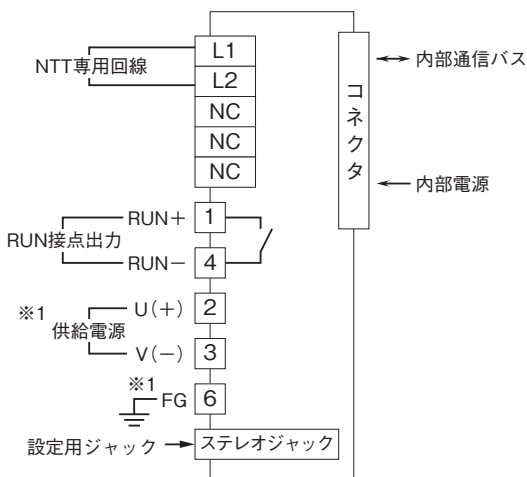 L1
NTT専用回線
L2
NC
NC
NC
コネクタ
内部通信バス
内部電源
RUN+ 1
RUN接点出力
RUN− 4
※1
U(+) 2
供給電源
V(−) 3
※1
FG 6
設定用ジャック
ステレオジャック